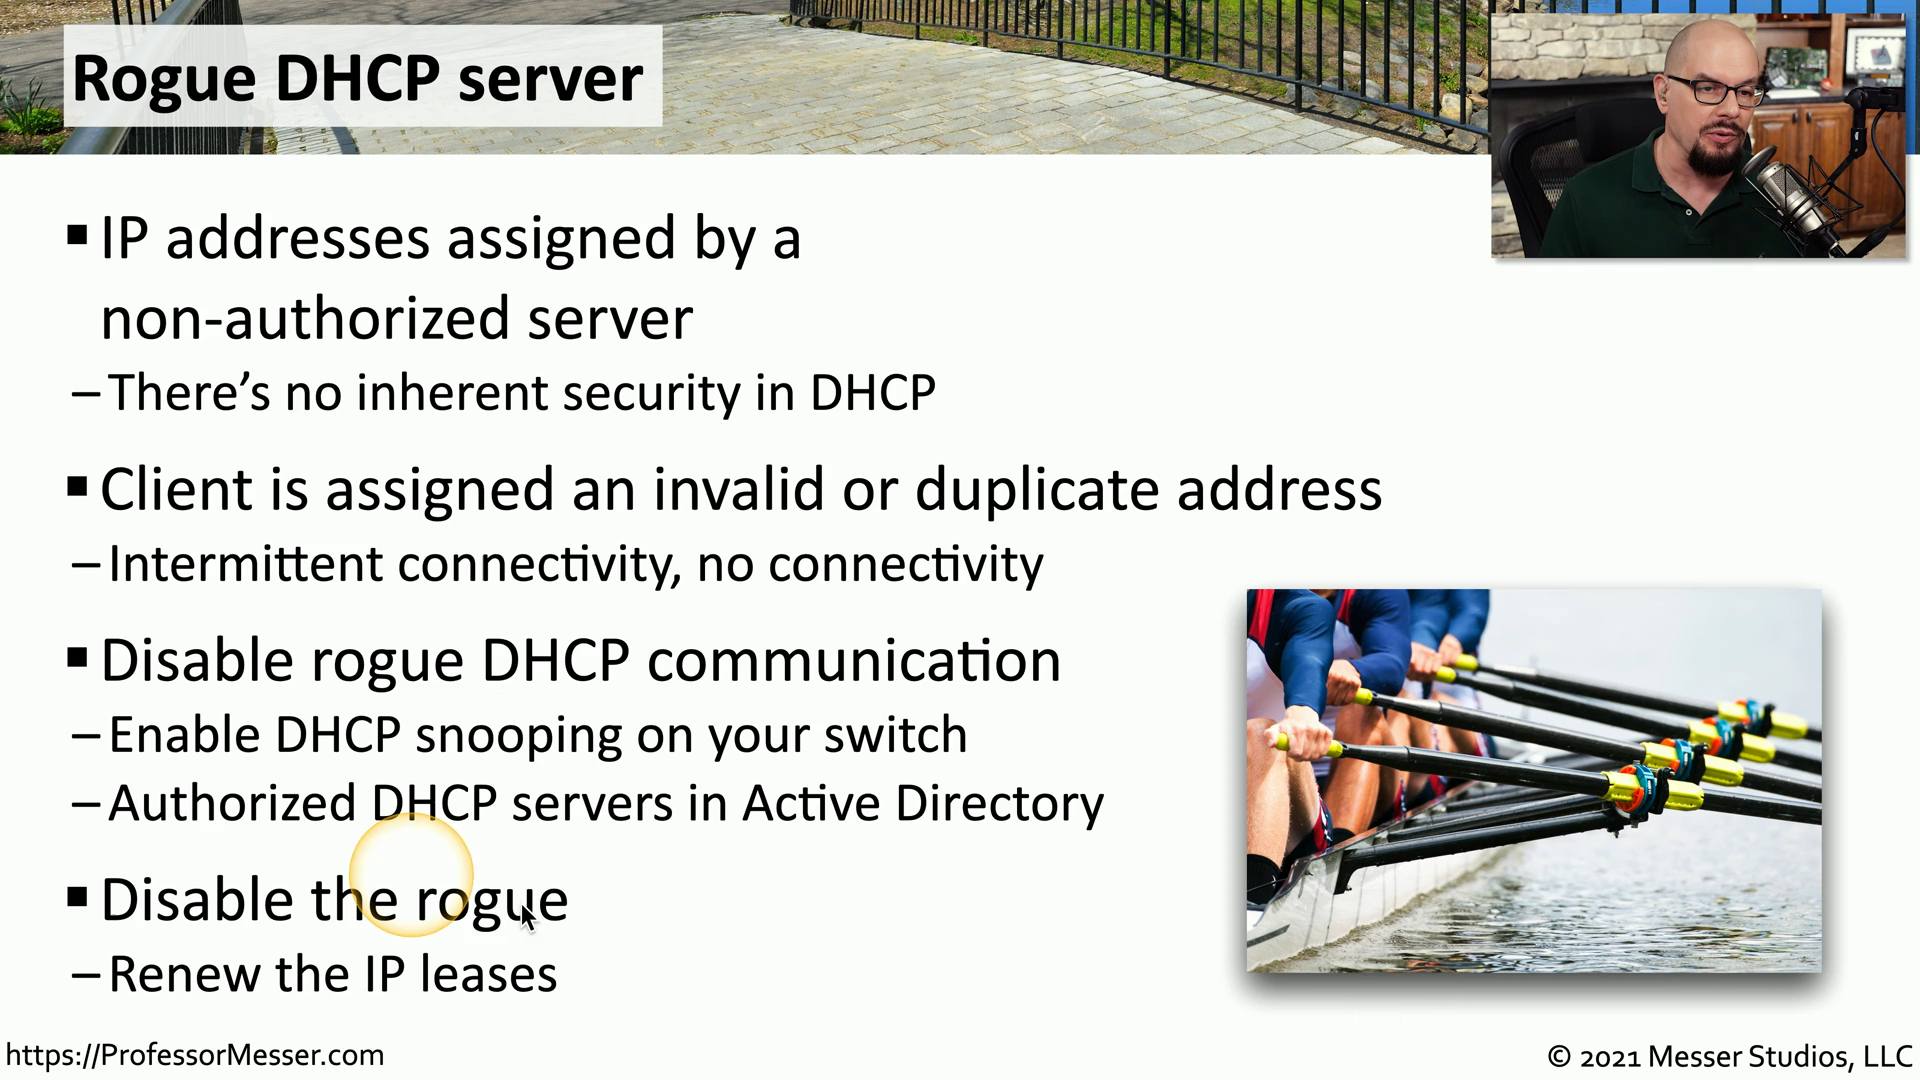 Rogue DHCP server
▪ IP addresses assigned by a
non-authorized server
– There’s no inherent security in DHCP
▪ Client is assigned an invalid or duplicate address
– Intermittent connectivity, no connectivity
▪ Disable rogue DHCP communication
– Enable DHCP snooping on your switch
– Authorized DHCP servers in Active Directory
▪ Disable the rogue
– Renew the IP leases
https://ProfessorMesser.com
© 2021 Messer Studios, LLC